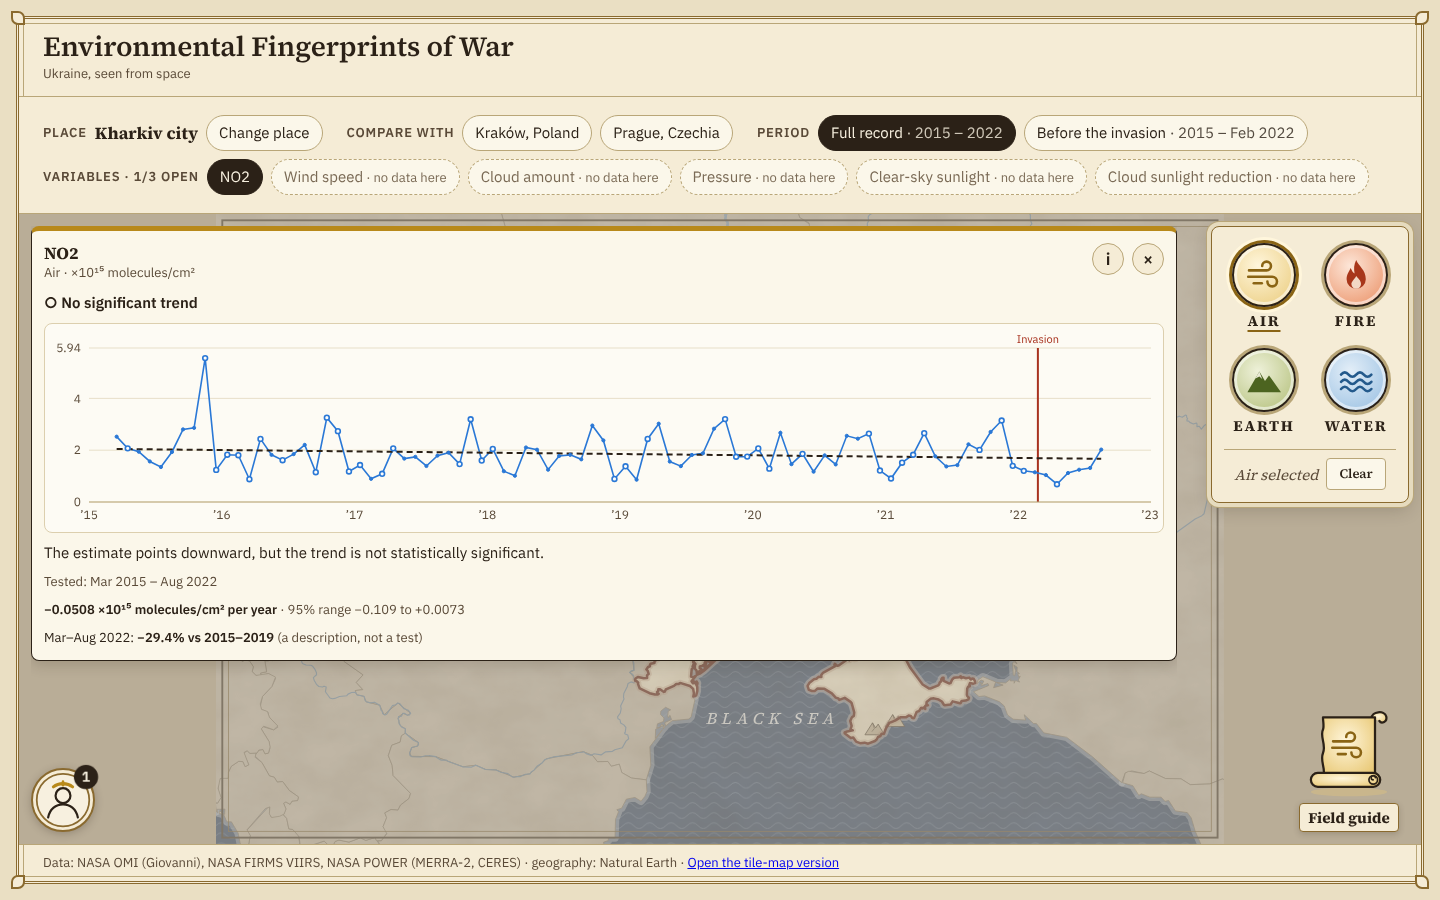 Environmental Fingerprints of War
Ukraine, seen from space
PLACE Kharkiv city Change place COMPARE WITH Kraków, Poland Prague, Czechia PERIOD Full record · 2015 – 2022 Before the invasion · 2015 – Feb 2022
VARIABLES · 1/3 OPEN NO2 Wind speed · no data here Cloud amount · no data here Pressure · no data here Clear-sky sunlight · no data here Cloud sunlight reduction · no data here
NO2
Air · ×10¹⁵ molecules/cm²
i ×
No significant trend
Invasion
5.94
4
2
0
’15 ’16 ’17 ’18 ’19 ’20 ’21 ’22 ’23
The estimate points downward, but the trend is not statistically significant.
Tested: Mar 2015 – Aug 2022
−0.0508 ×10¹⁵ molecules/cm² per year · 95% range −0.109 to +0.0073
Mar–Aug 2022: −29.4% vs 2015–2019 (a description, not a test)
AIR FIRE
EARTH WATER
Air selected Clear
BLACK SEA
1
Field guide
Data: NASA OMI (Giovanni), NASA FIRMS VIIRS, NASA POWER (MERRA-2, CERES) · geography: Natural Earth · Open the tile-map version